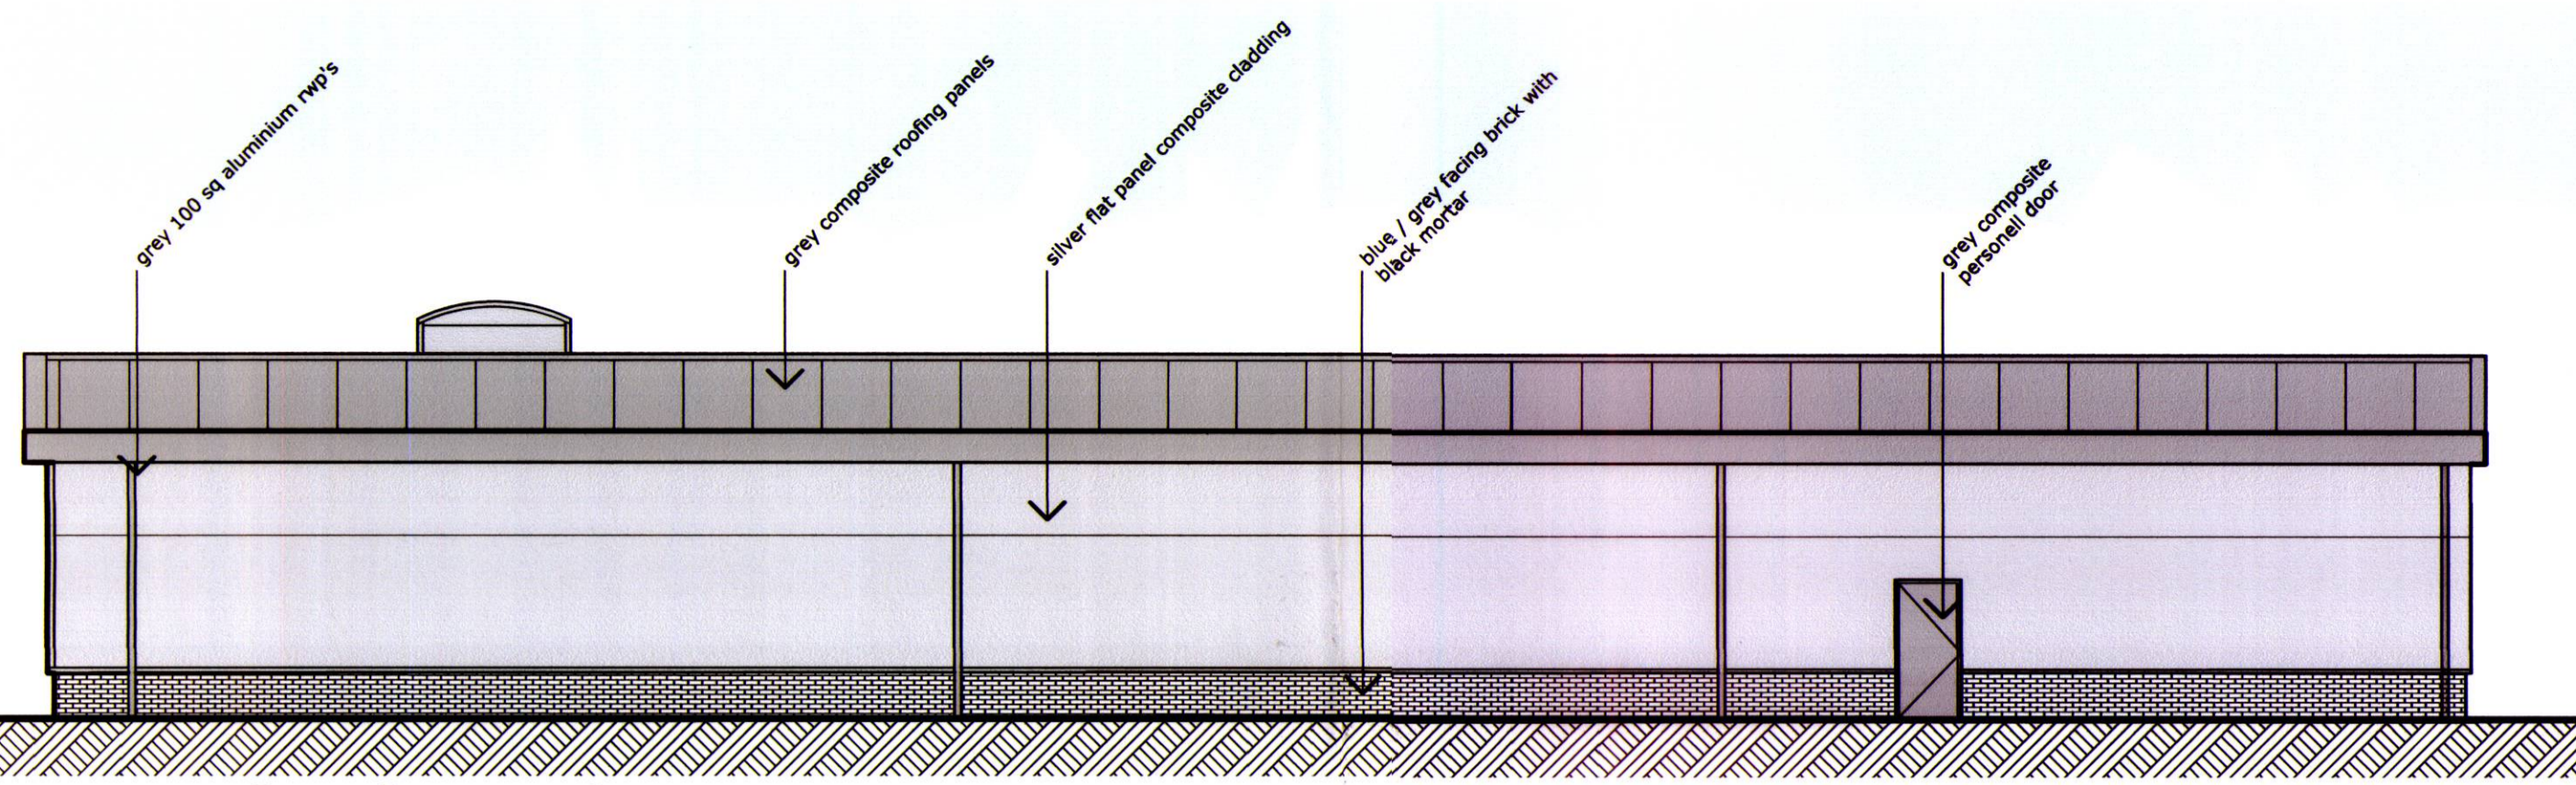 grey 100 sq aluminium rwp's
grey composite roofing panels
silver flat panel composite cladding
blue / grey facing brick with
black mortar
grey composite
personell door